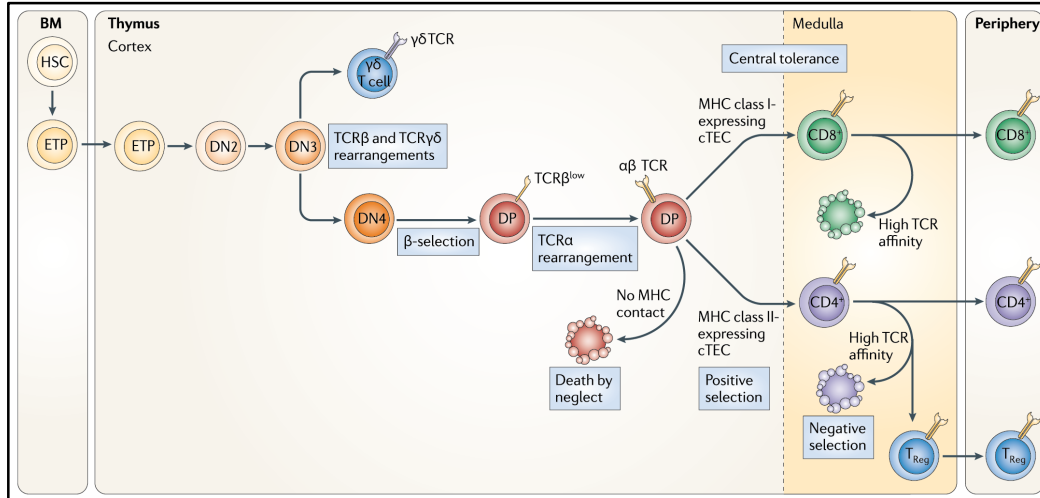 BM
HSC
ETP
Thymus
Cortex
ETP
DN2
DN3
γδ TCR
γδ
T cell
TCRβ and TCRγδ
rearrangements
DN4
β-selection
TCRβlow
DP
TCRα
rearrangement
αβ TCR
DP
No MHC
contact
Death by
neglect
Central tolerance
MHC class I-
expressing
cTEC
MHC class II-
expressing
cTEC
Positive
selection
Medulla
CD8+
High TCR
affinity
CD4+
High TCR
affinity
Negative
selection
TReg
Periphery
CD8+
CD4+
TReg